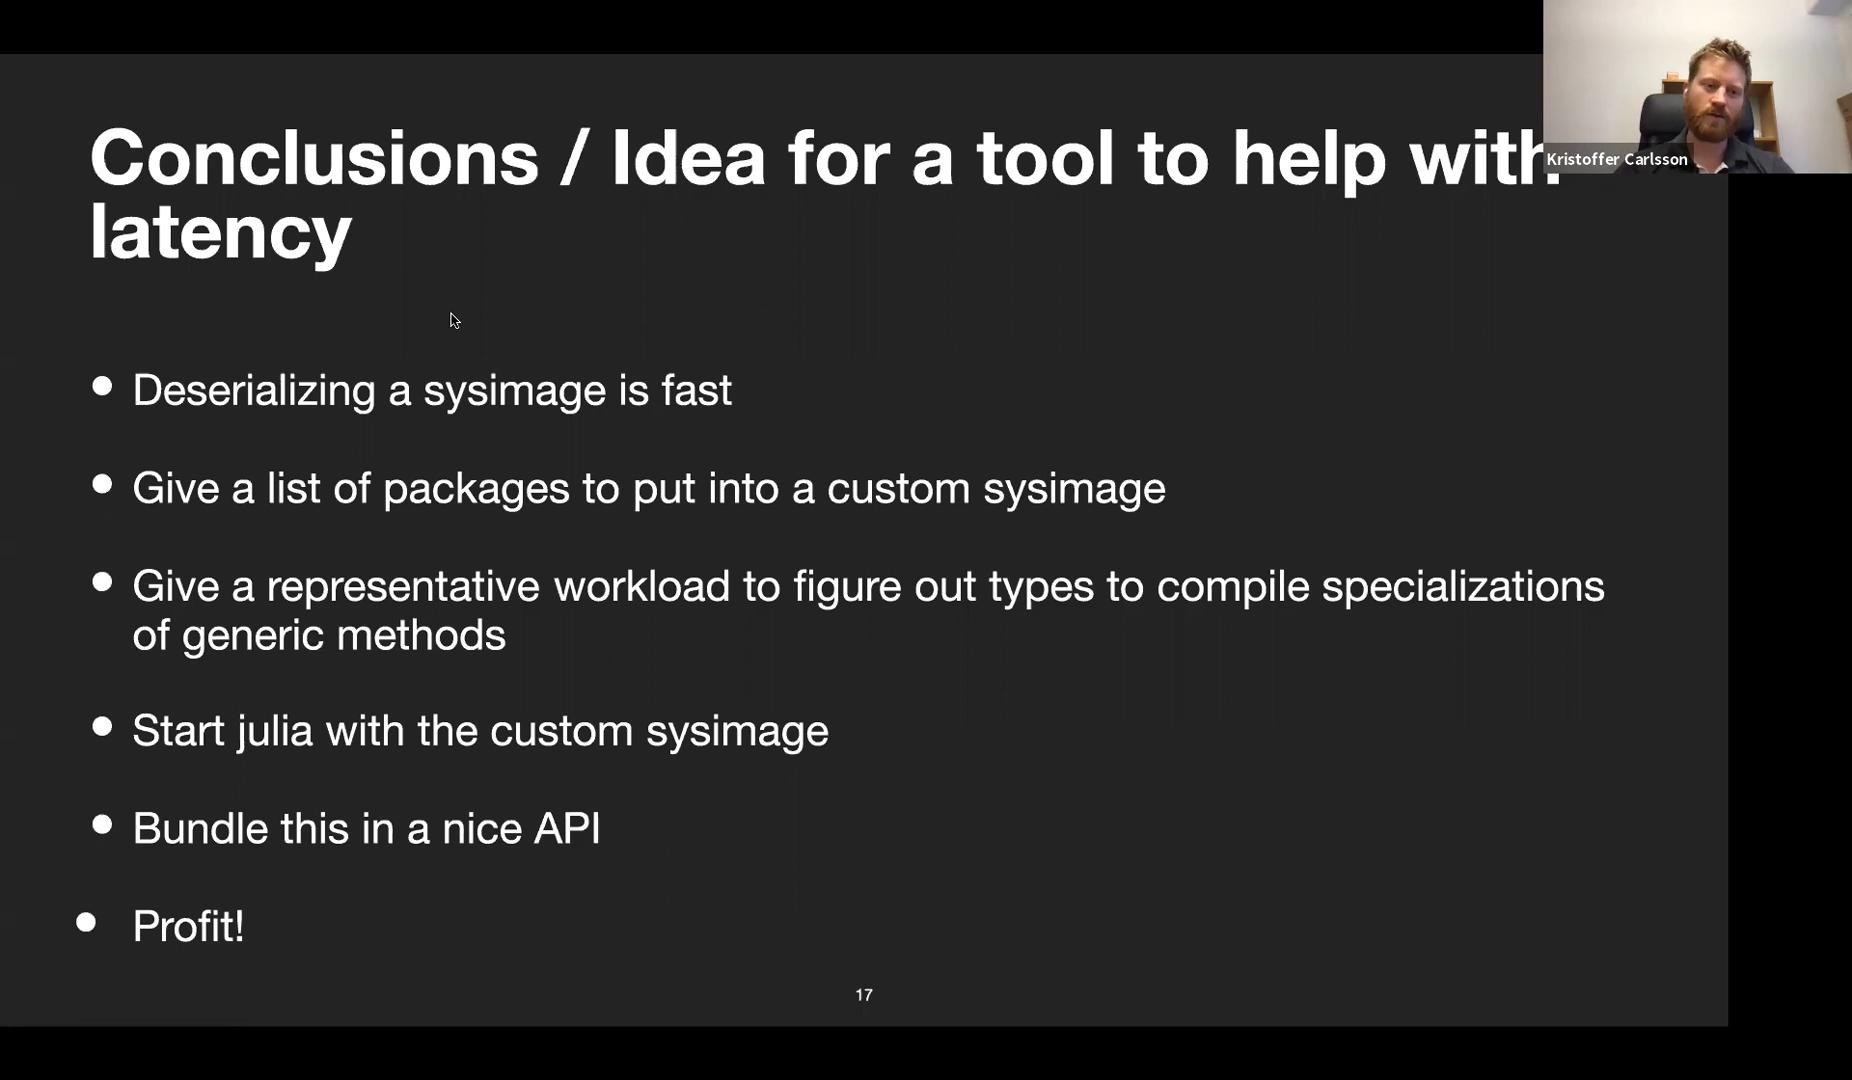 Conclusions / Idea for a tool to help with
latency
Kristoffer Carlsson
Deserializing a sysimage is fast
Give a list of packages to put into a custom sysimage
Give a representative workload to figure out types to compile specializations
of generic methods
Start julia with the custom sysimage
Bundle this in a nice API
Profit!
17